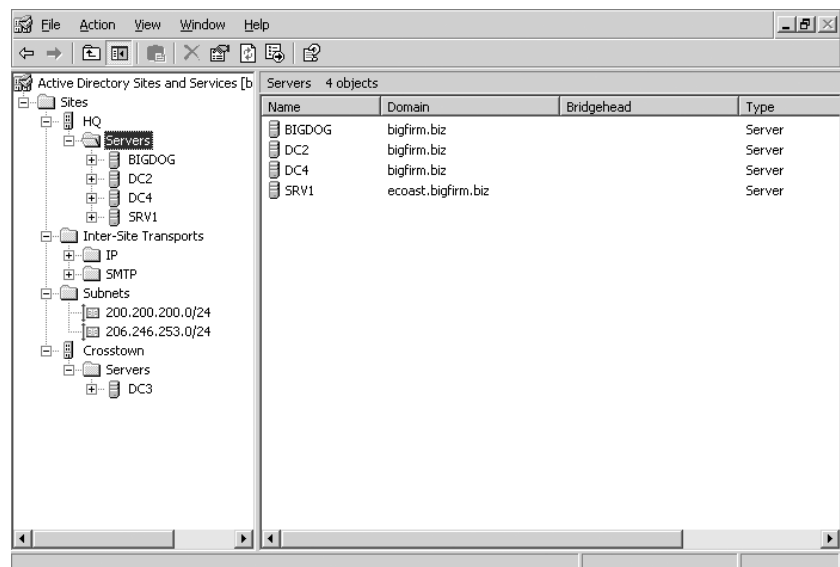 File Action View Window Help
Active Directory Sites and Services [b
Sites
HQ
Servers
BIGDOG
DC2
DC4
SRV1
Inter-Site Transports
IP
SMTP
Subnets
200.200.200.0/24
206.246.253.0/24
Crosstown
Servers
DC3
Servers 4 objects
Name Domain Bridgehead Type
BIGDOG bigfirm.biz Server
DC2 bigfirm.biz Server
DC4 bigfirm.biz Server
SRV1 ecoast.bigfirm.biz Server